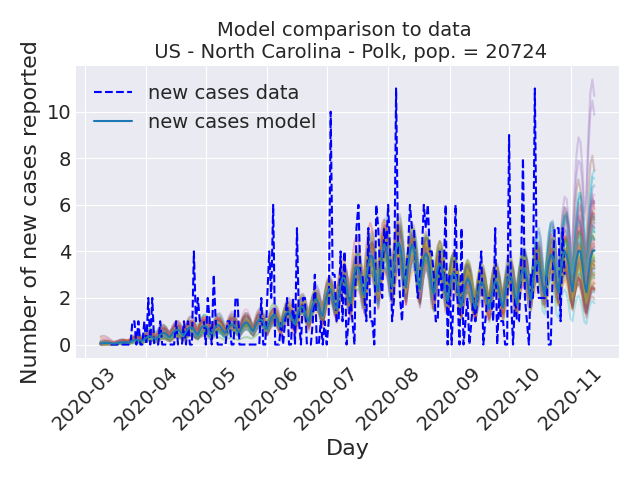 Model comparison to data
US - North Carolina - Polk, pop. = 20724
Number of new cases reported
new cases data
new cases model
10
8
6
4
2
0
2020-03
2020-04
2020-05
2020-06
2020-07
2020-08
2020-09
2020-10
2020-11
Day